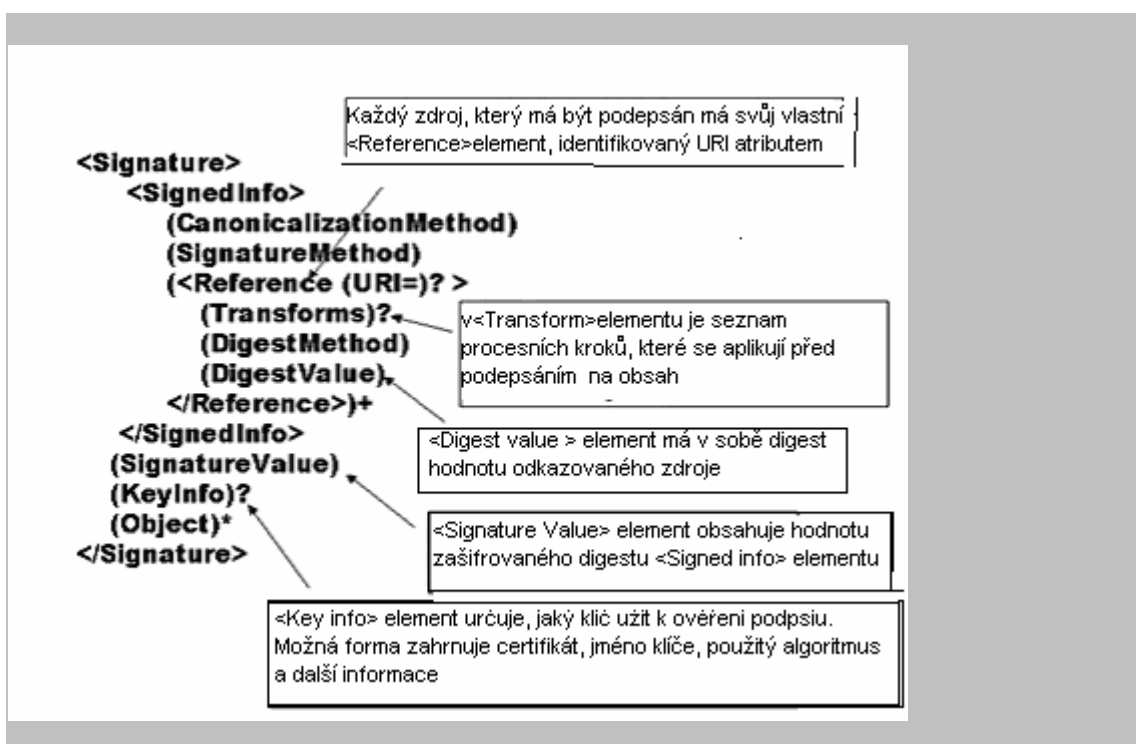 Každý zdroj, který má být podepsán má svůj vlastní
<Reference>element, identifikovaný URI atributem
<Signature>
<SignedInfo>
(CanonicalizationMethod)
(SignatureMethod)
(<Reference (URI=)? >
(Transforms)?
(DigestMethod)
(DigestValue)
</Reference>)+
</SignedInfo>
(SignatureValue)
(KeyInfo)?
(Object)*
</Signature>
v<Transform>elementu je seznam
procesních kroků, které se aplikují před
podepsáním na obsah
<Digest value > element má v sobě digest
hodnotu odkazovaného zdroje
<Signature Value> element obsahuje hodnotu
zašifrovaného digestu <Signed info> elementu
<Key info> element určuje, jaký klíč užit k ověření podpsiu.
Možná forma zahrnuje certifikát, jméno klíče, použitý algoritmus
a další informace